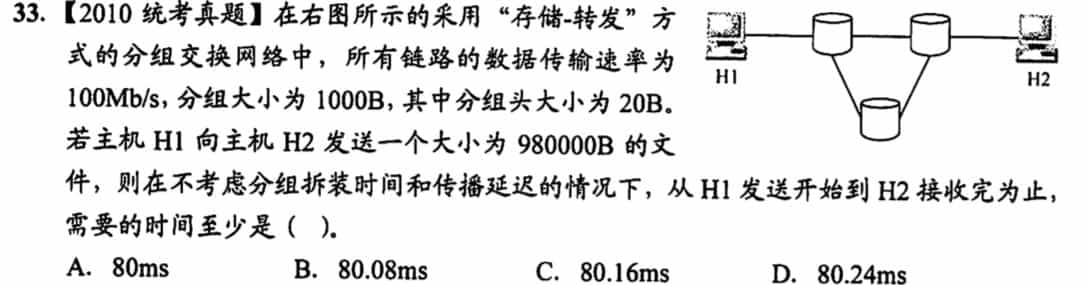 33.【2010 统考真题】在右图所示的采用“存储-转发”方
式的分组交换网络中，所有链路的数据传输速率为
100Mb/s，分组大小为 1000B，其中分组头大小为 20B。
若主机 H1 向主机 H2 发送一个大小为 980000B 的文
件，则在不考虑分组拆装时间和传播延迟的情况下，从 H1 发送开始到 H2 接收完为止，
需要的时间至少是（ ）。
A. 80ms B. 80.08ms C. 80.16ms D. 80.24ms
H1 H2